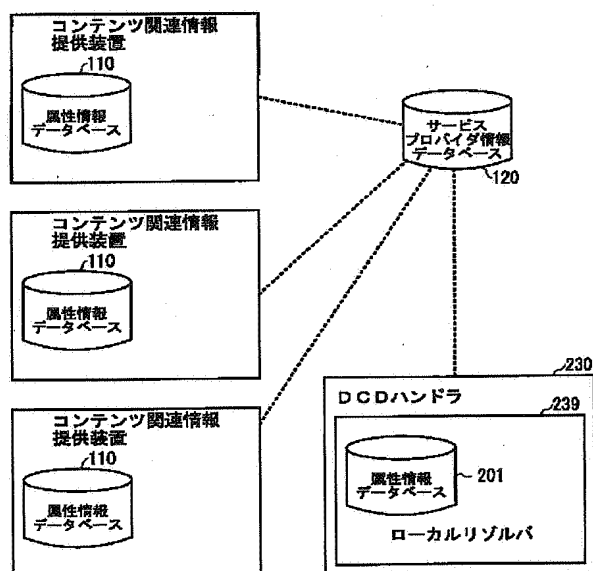 コンテンツ関連情報
提供装置
110
属性情報
データベース
サービス
プロバイダ情報
データベース
120
コンテンツ関連情報
提供装置
110
属性情報
データベース
コンテンツ関連情報
提供装置
110
属性情報
データベース
230
DCDハンドラ
239
属性情報
データベース
201
ローカルリゾルバ